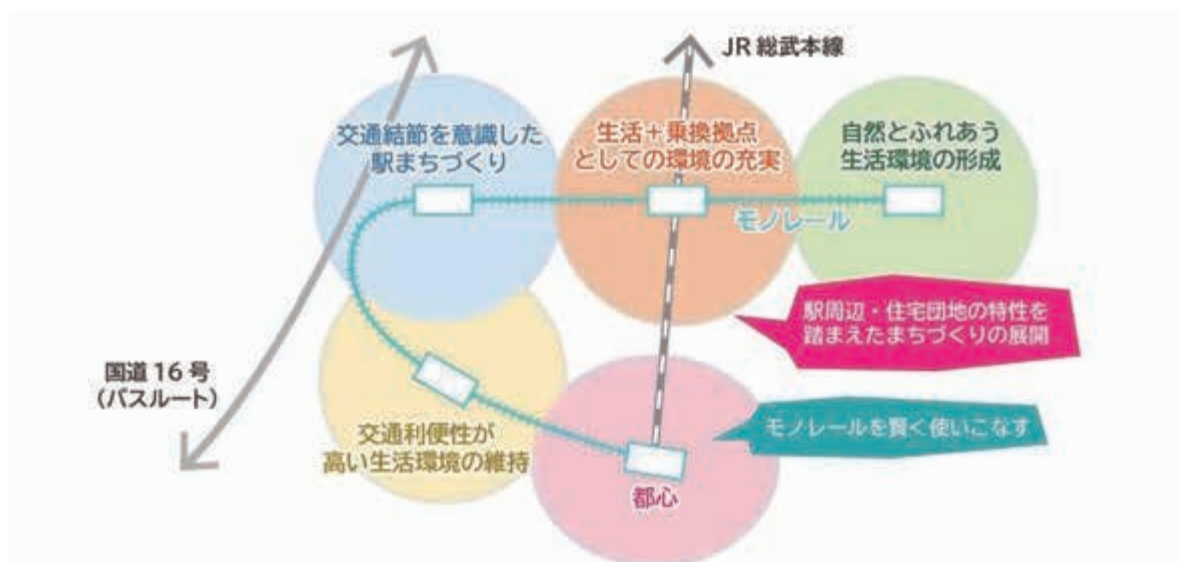 JR 総武本線
交通結節を意識した
駅まちづくり
生活＋乗換拠点
としての環境の充実
自然とふれあう
生活環境の形成
モノレール
駅周辺・住宅団地の特性を
踏まえたまちづくりの展開
国道 16 号
（バスルート）
モノレールを賢く使いこなす
交通利便性が
高い生活環境の維持
都心